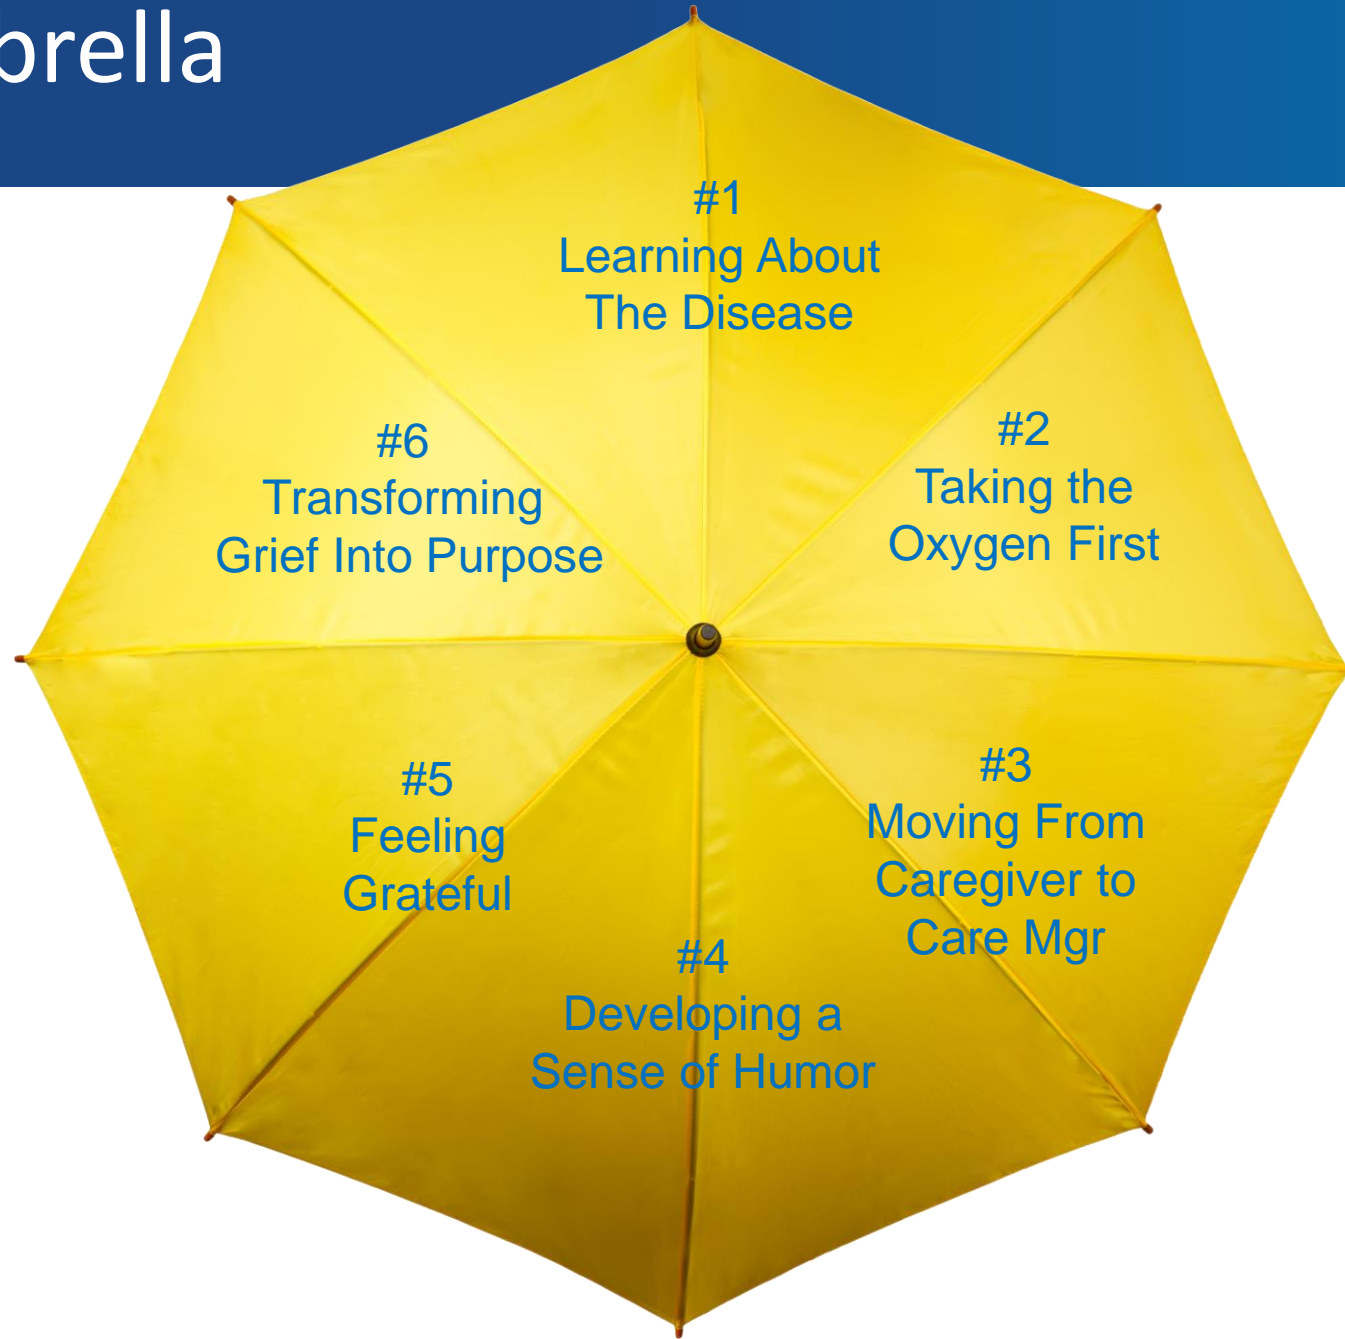 brella
#1
Learning About
The Disease
#2
Taking the
Oxygen First
#3
Moving From
Caregiver to
Care Mgr
#4
Developing a
Sense of Humor
#5
Feeling
Grateful
#6
Transforming
Grief Into Purpose